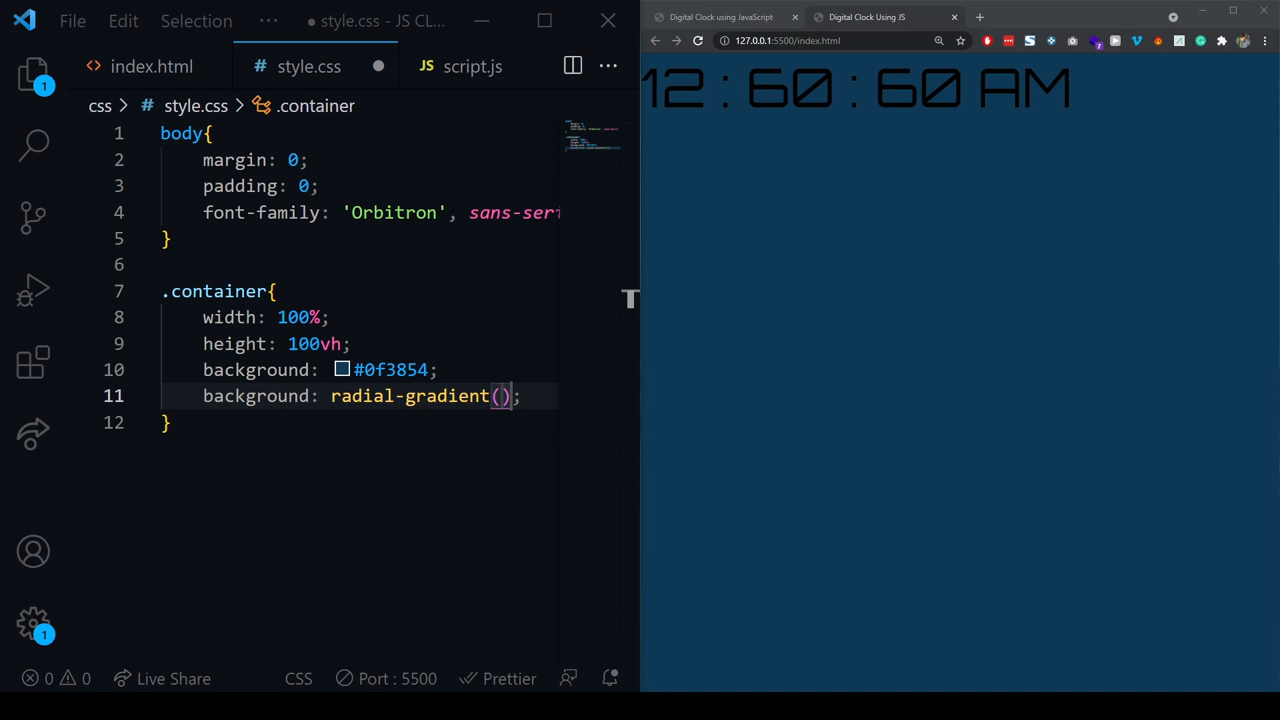 File Edit Selection ··· ● style.css - JS CL...
Digital Clock using JavaScript
Digital Clock Using JS
127.0.0.1:5500/index.html
index.html
# style.css
JS script.js
css > # style.css > .container
1 body{
2 margin: 0;
3 padding: 0;
4 font-family: 'Orbitron', sans-seri
5 }
6
7 .container{
8 width: 100%;
9 height: 100vh;
10 background: #0f3854;
11 background: radial-gradient();
12 }
12 : 60 : 60 AM
1
1
0 0 Live Share CSS Port : 5500 Prettier